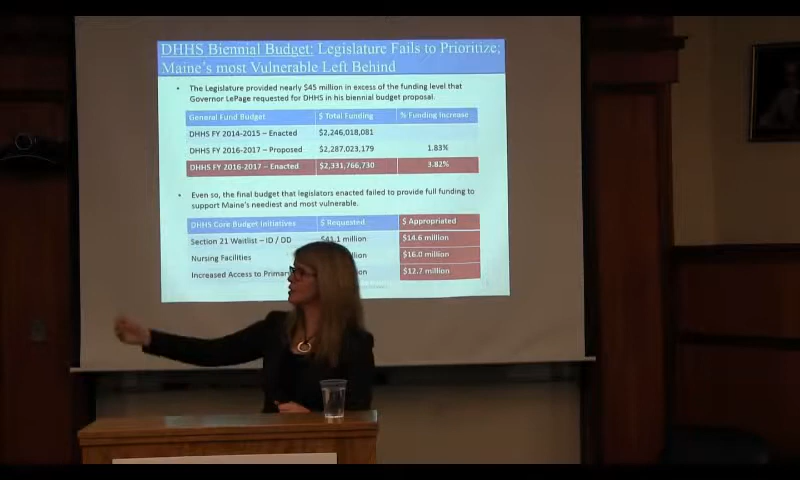 DHHS Biennial Budget: Legislature Fails to Prioritize;
Maine's most Vulnerable Left Behind
• The Legislature provided nearly $45 million in excess of the funding level that
Governor LePage requested for DHHS in his biennial budget proposal.
General Fund Budget $ Total Funding % Funding Increase
DHHS FY 2014-2015 – Enacted $2,246,018,081
DHHS FY 2016-2017 – Proposed $2,287,023,179 1.83%
DHHS FY 2016-2017 – Enacted $2,331,766,730 3.82%
• Even so, the final budget that legislators enacted failed to provide full funding to
support Maine's neediest and most vulnerable.
DHHS Core Budget Initiatives $ Requested $ Appropriated
Section 21 Waitlist – ID / DD $41.1 million $14.6 million
Nursing Facilities $16.0 million
Increased Access to Primar $12.7 million